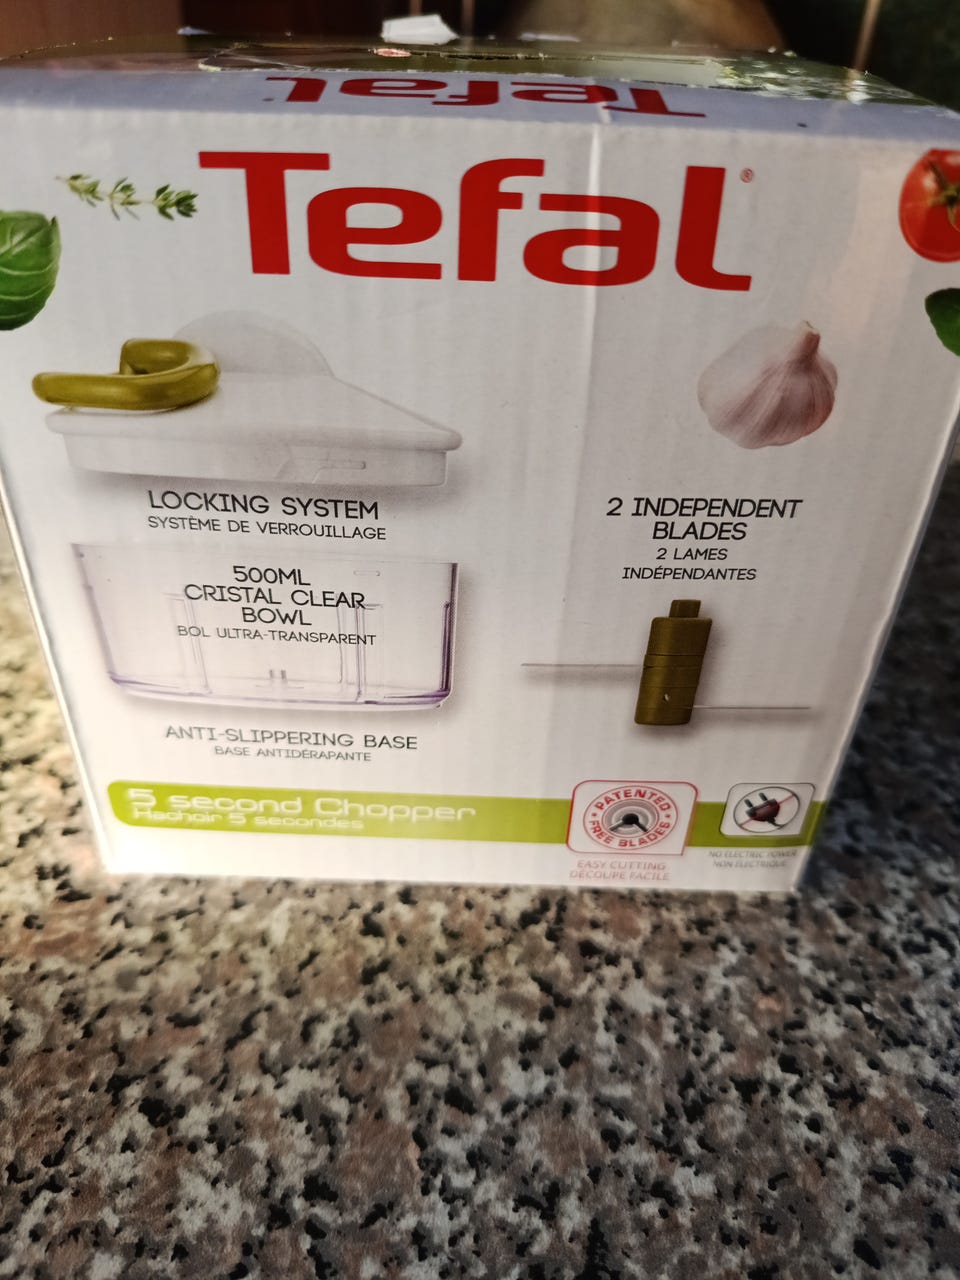 Tefal
Tefal®
LOCKING SYSTEM
SYSTÈME DE VERROUILLAGE
500ML
CRISTAL CLEAR
BOWL
BOL ULTRA-TRANSPARENT
ANTI-SLIPPERING BASE
BASE ANTIDÉRAPANTE
2 INDEPENDENT
BLADES
2 LAMES
INDÉPENDANTES
5 second Chopper
Hachoir 5 secondes
PATENTED
FREE BLADES
EASY CUTTING
DÉCOUPE FACILE
NO ELECTRIC POWER
NON ÉLECTRIQUE